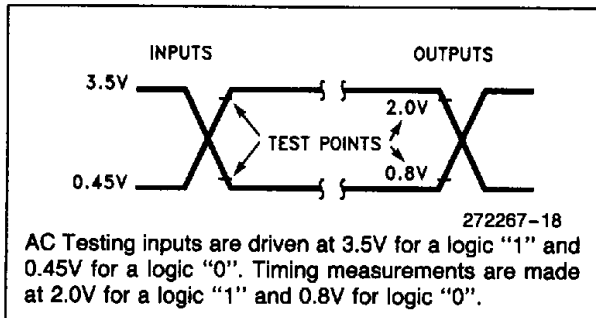 INPUTS OUTPUTS
3.5V
2.0V
TEST POINTS
0.45V 0.8V
272267-18
AC Testing inputs are driven at 3.5V for a logic “1” and
0.45V for a logic “0”. Timing measurements are made
at 2.0V for a logic “1” and 0.8V for logic “0”.